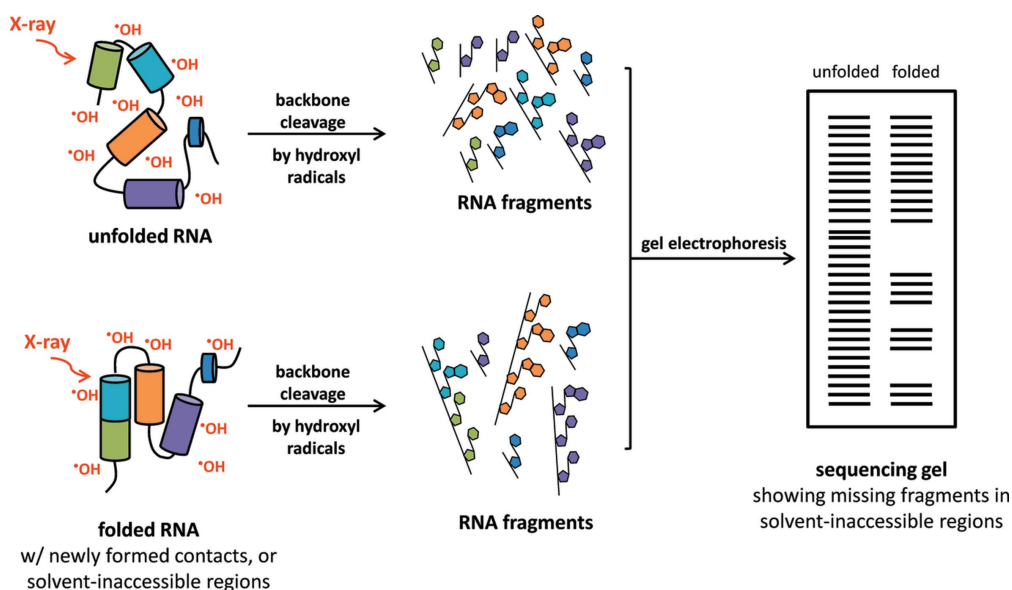 X-ray
•OH
•OH
•OH
•OH
•OH
•OH
•OH
•OH
•OH
unfolded RNA
backbone
cleavage
by hydroxyl
radicals
RNA fragments
X-ray
•OH
•OH
•OH
•OH
•OH
•OH
•OH
folded RNA
w/ newly formed contacts, or
solvent-inaccessible regions
backbone
cleavage
by hydroxyl
radicals
RNA fragments
gel electrophoresis
unfolded folded
sequencing gel
showing missing fragments in
solvent-inaccessible regions